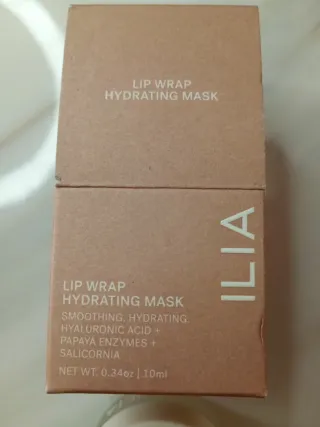 LIP WRAP
HYDRATING MASK
ILIA
LIP WRAP
HYDRATING MASK
SMOOTHING, HYDRATING
HYALURONIC ACID +
PAPAYA ENZYMES +
SALICORNIA
NET WT. 0.34oz | 10ml